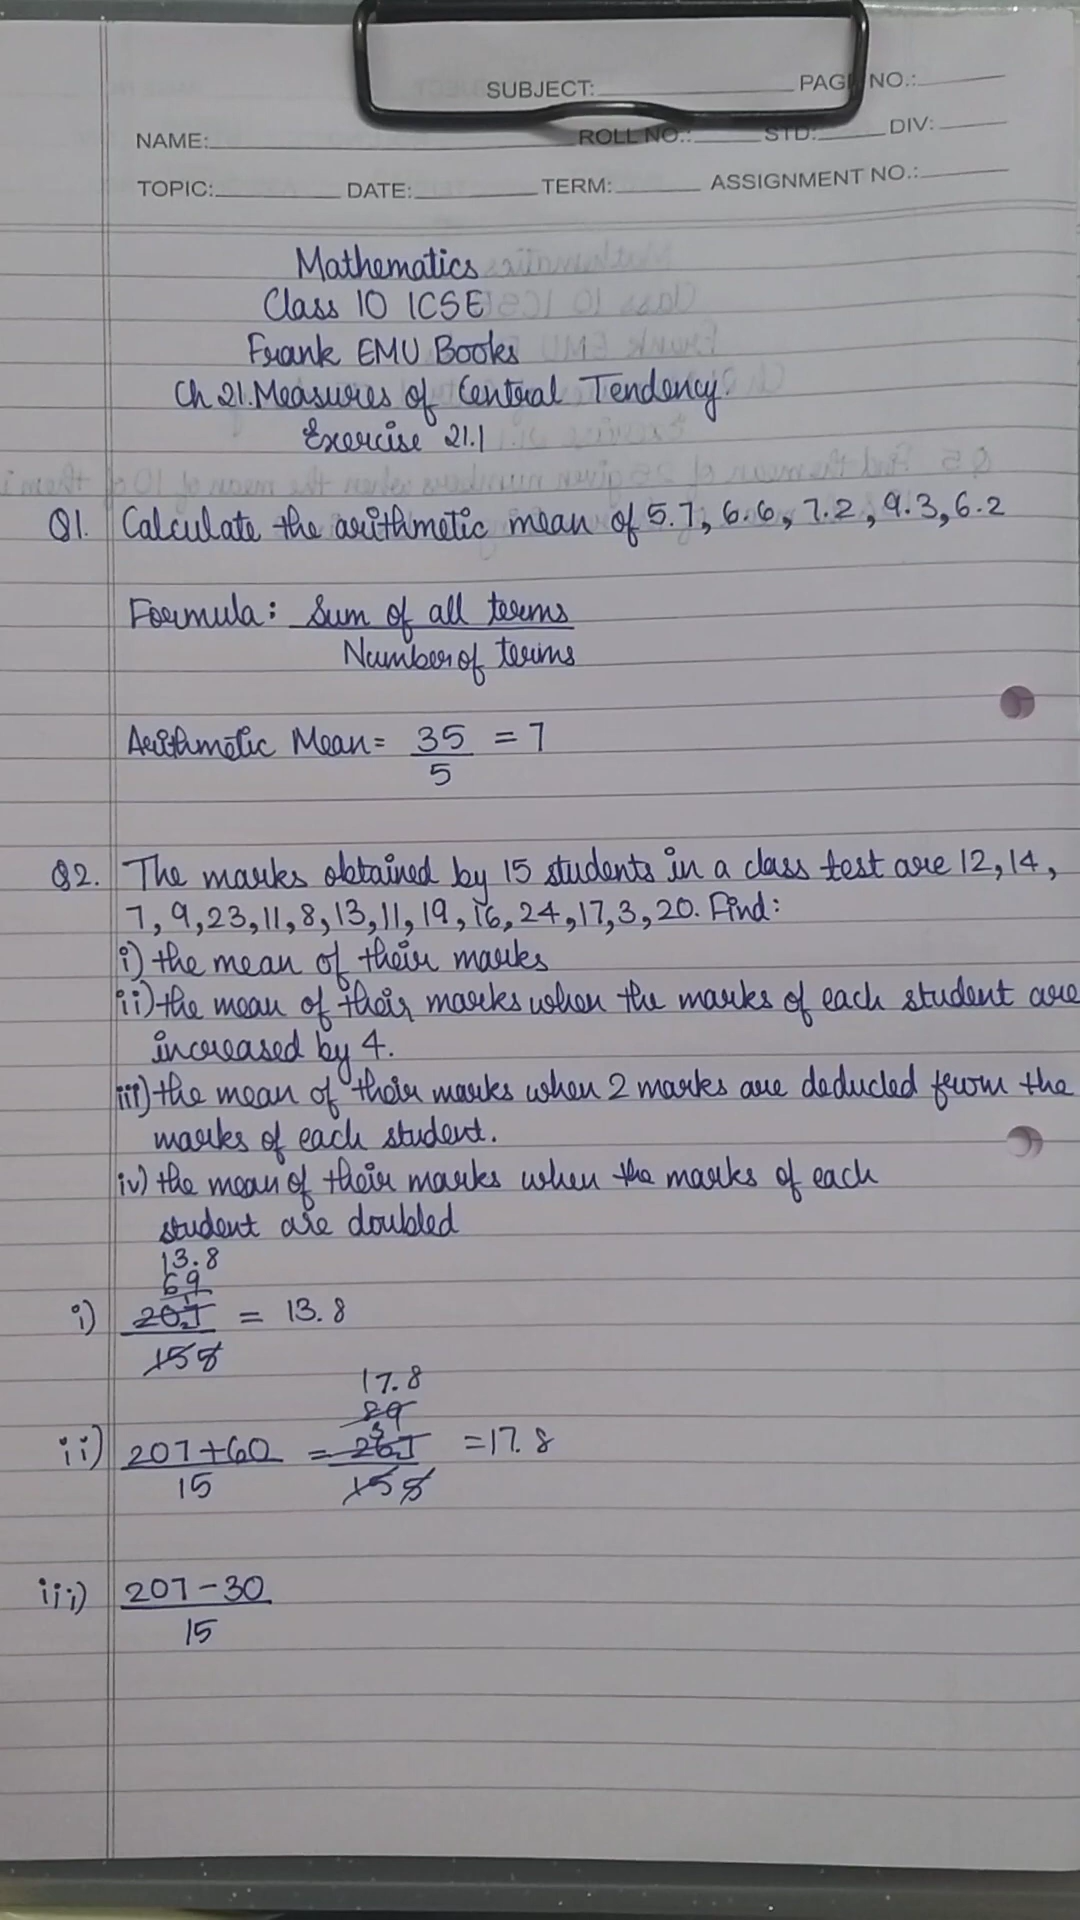 SUBJECT: PAGE NO.:
NAME: ROLL NO.: STD: DIV:
TOPIC: DATE: TERM: ASSIGNMENT NO.:
Mathematics
Class 10 ICSE
Frank EMU Books
Ch 21. Measures of Central Tendency.
Exercise 21.1
Q1. Calculate the arithmetic mean of 5.7, 6.6, 7.2, 9.3, 6.2
Formula: Sum of all terms
Number of terms
Arithmetic Mean = 35 = 7
5
Q2. The marks obtained by 15 students in a class test are 12, 14,
7, 9, 23, 11, 8, 13, 11, 19, 16, 24, 17, 3, 20. Find:
i) the mean of their marks
ii) the mean of their marks when the marks of each student are
increased by 4.
iii) the mean of their marks when 2 marks are deducted from the
marks of each student.
iv) the mean of their marks when the marks of each
student are doubled
13.8
69
i) 207 = 13.8
15 5
17.8
89
ii) 207+60 = 267 = 17.8
15 15 5
iii) 207-30
15